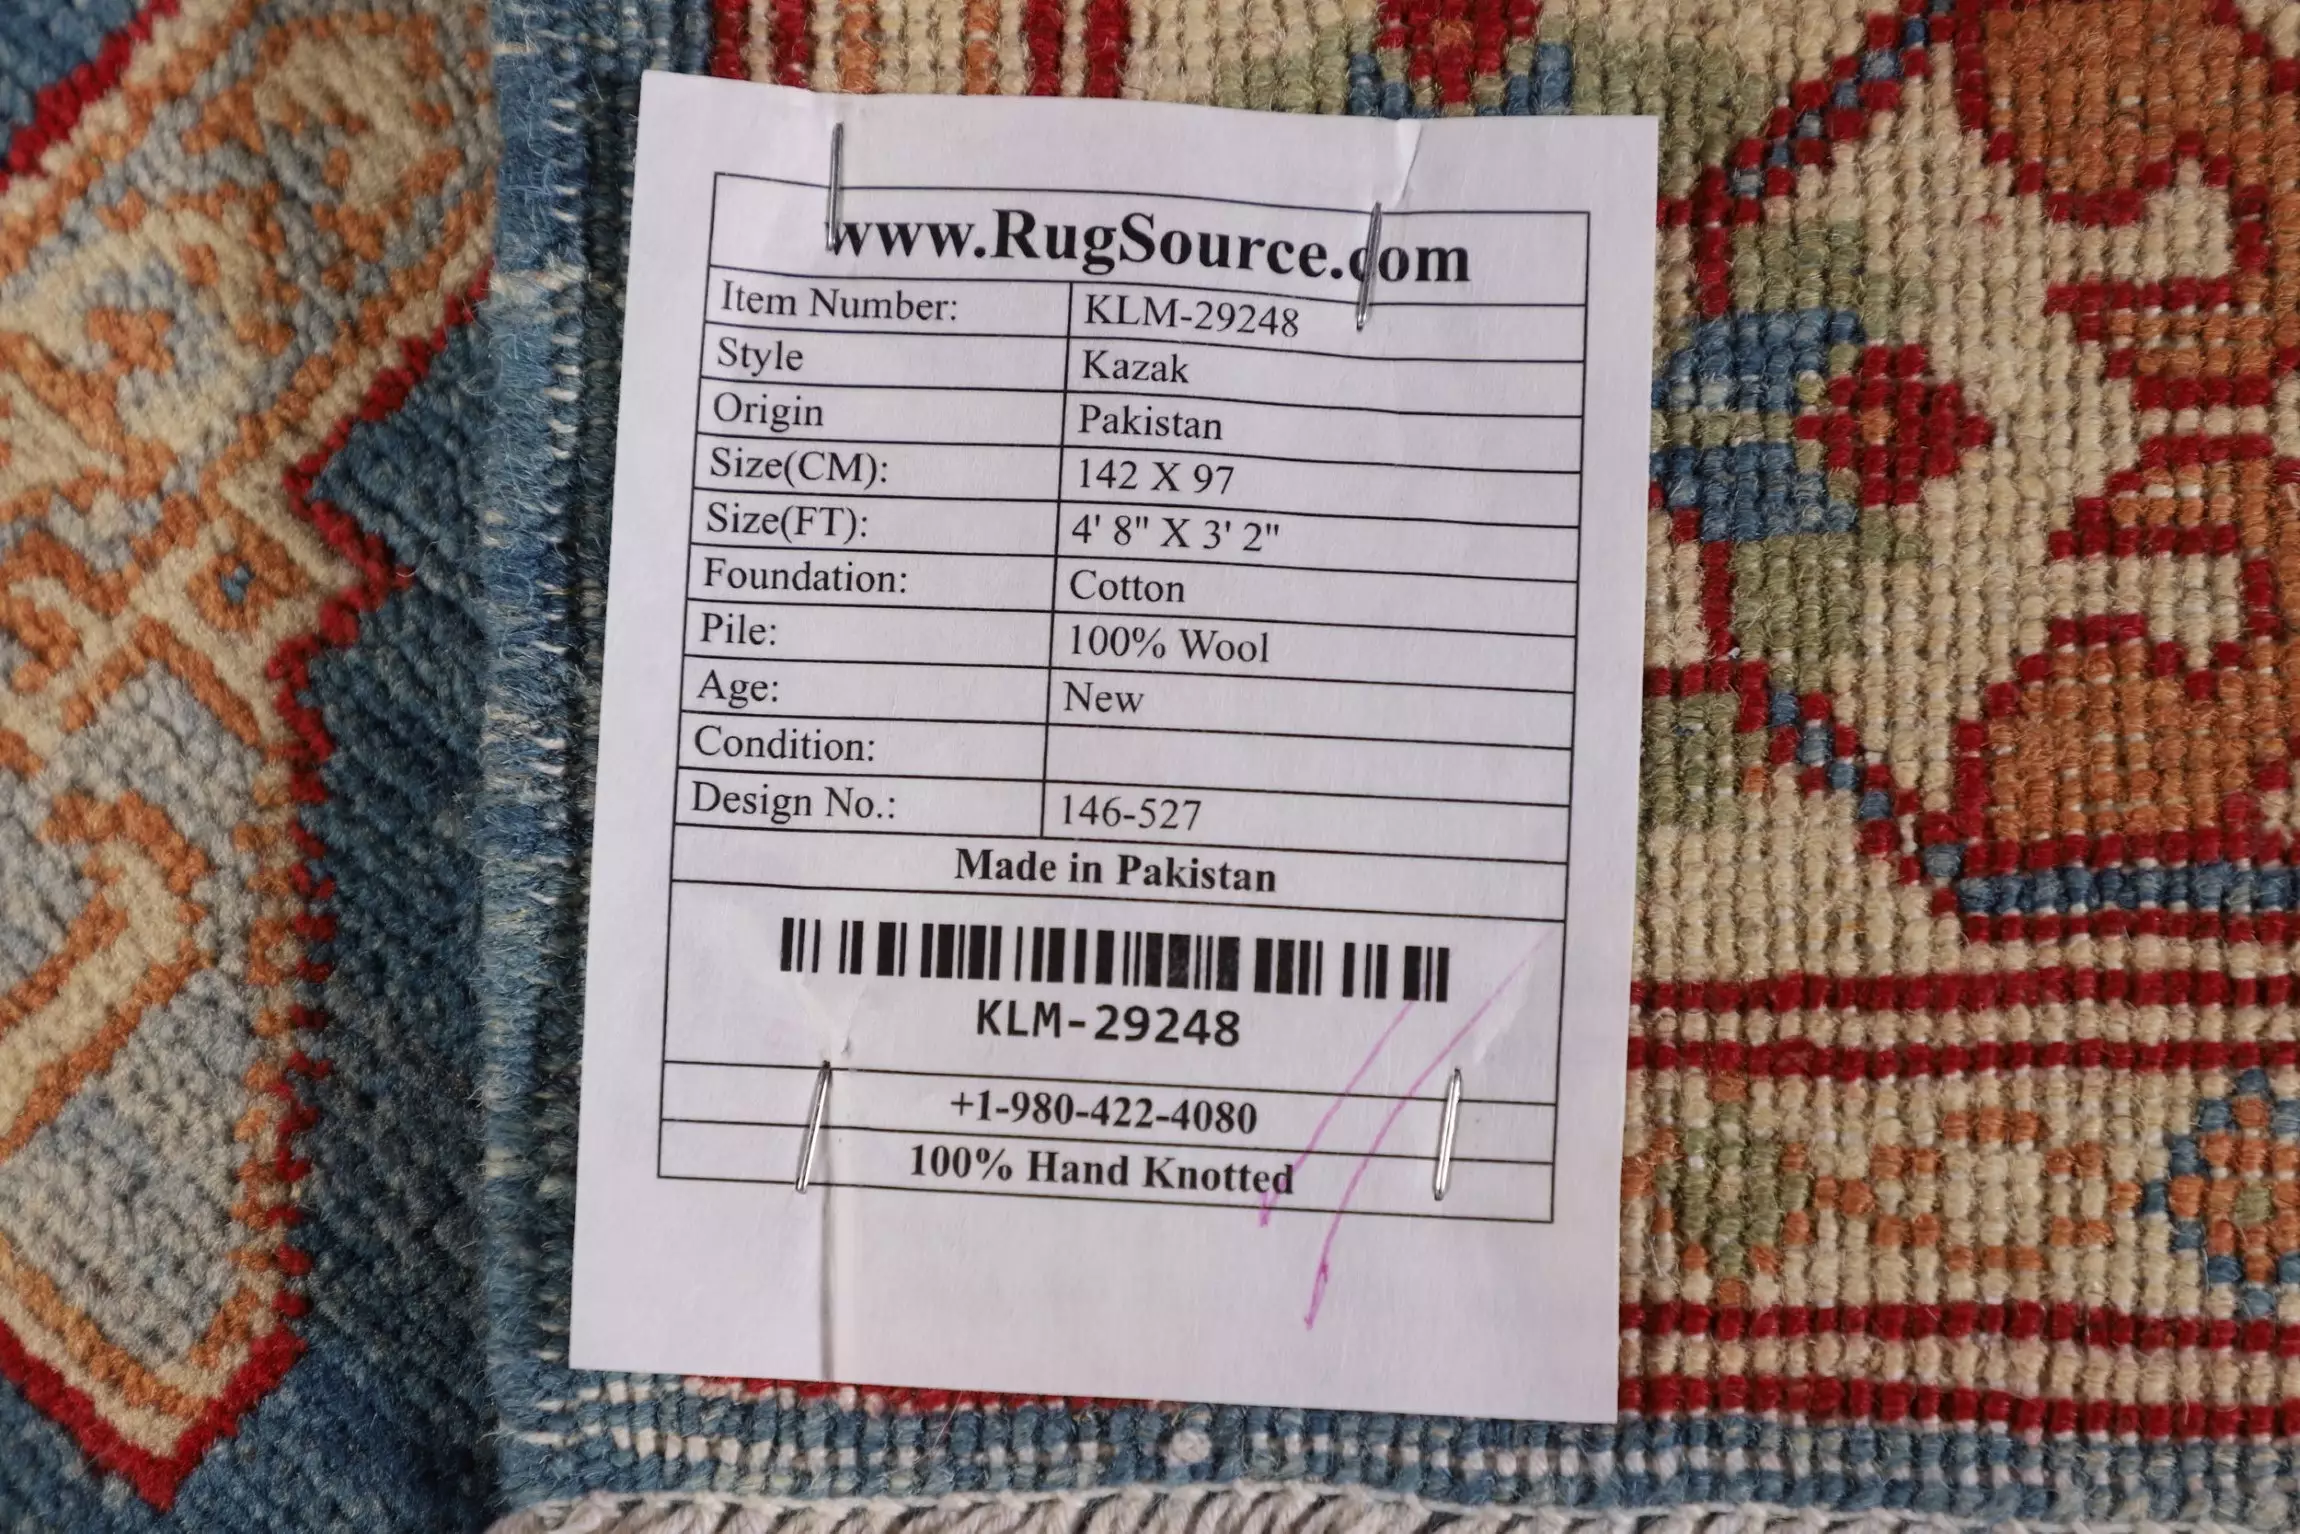 www.RugSource.com
Item Number: KLM-29248
Style Kazak
Origin Pakistan
Size(CM): 142 X 97
Size(FT): 4' 8" X 3' 2"
Foundation: Cotton
Pile: 100% Wool
Age: New
Condition:
Design No.: 146-527
Made in Pakistan
KLM-29248
+1-980-422-4080
100% Hand Knotted